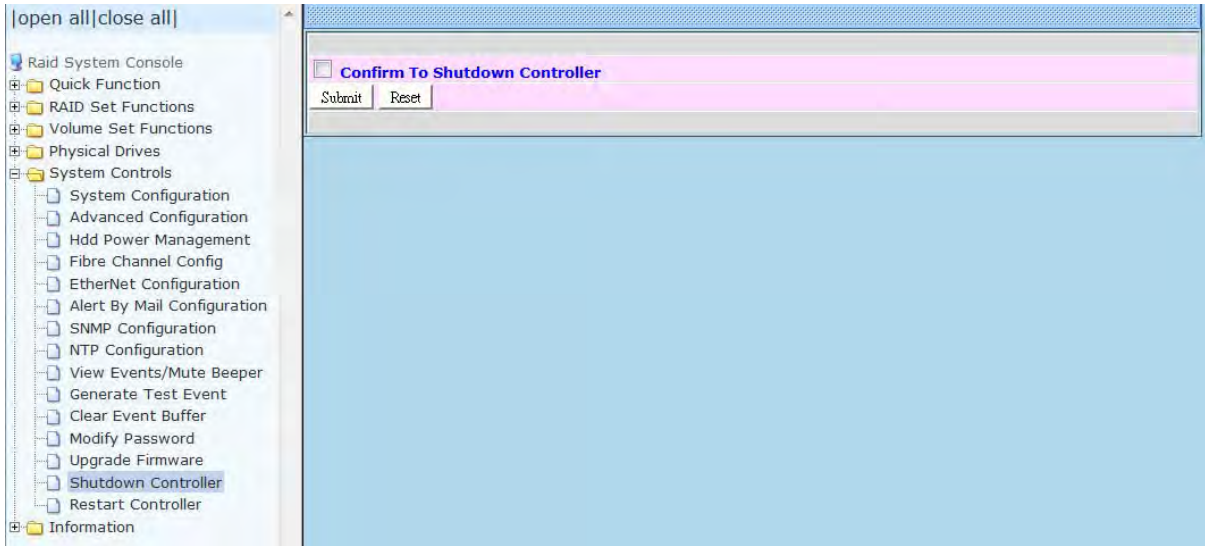 |open all|close all|
Raid System Console
Quick Function
RAID Set Functions
Volume Set Functions
Physical Drives
System Controls
System Configuration
Advanced Configuration
Hdd Power Management
Fibre Channel Config
EtherNet Configuration
Alert By Mail Configuration
SNMP Configuration
NTP Configuration
View Events/Mute Beeper
Generate Test Event
Clear Event Buffer
Modify Password
Upgrade Firmware
Shutdown Controller
Restart Controller
Information
Confirm To Shutdown Controller
Submit Reset